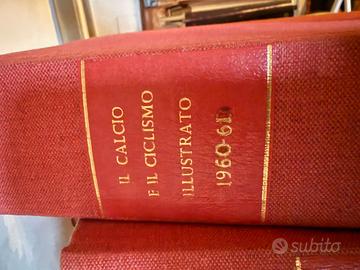 IL CALCIO
E IL CICLISMO
ILLUSTRATO
1960-61
subito